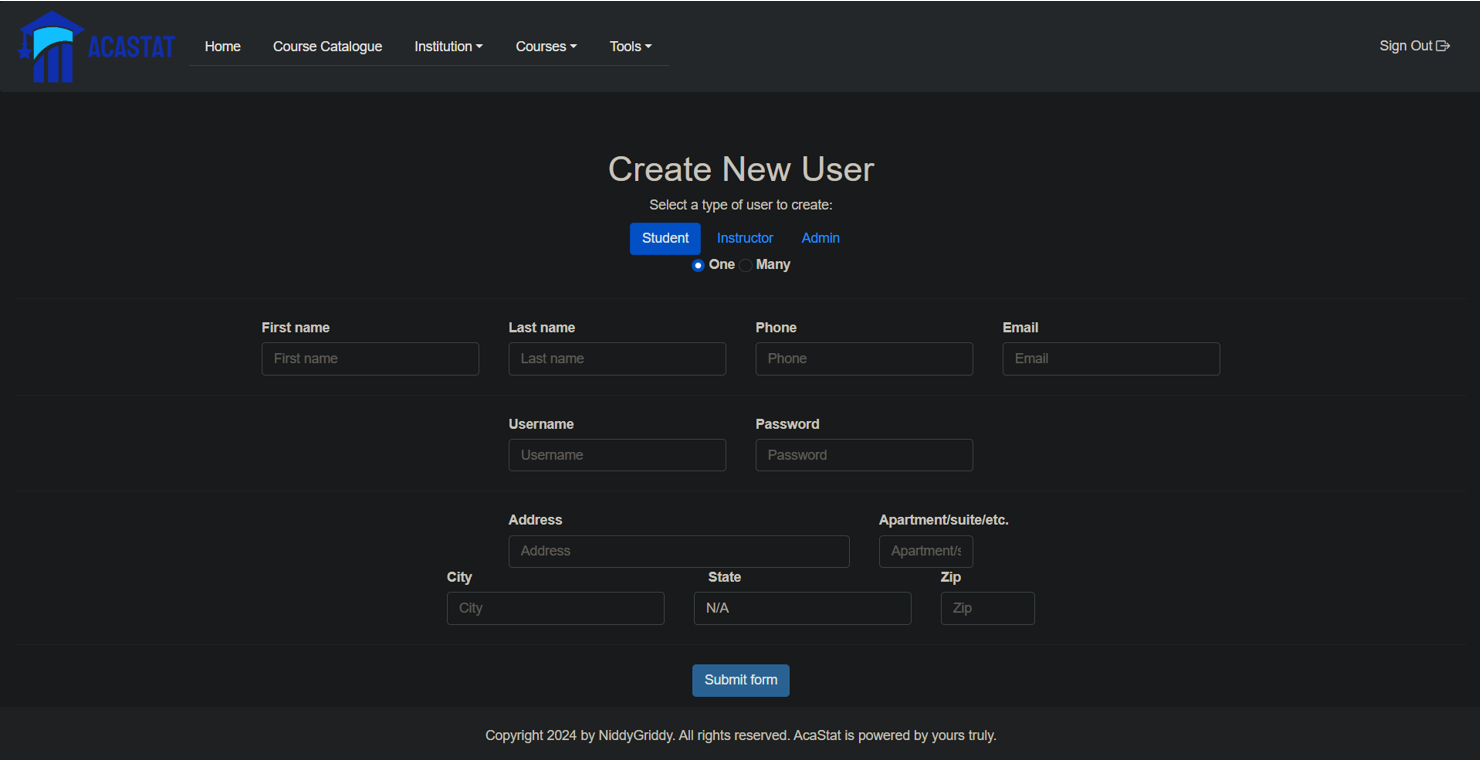 ACASTAT
Home Course Catalogue Institution Courses Tools
Sign Out
Create New User
Select a type of user to create:
Student Instructor Admin
One Many
First name Last name Phone Email
First name Last name Phone Email
Username Password
Username Password
Address Apartment/suite/etc.
Address Apartment/s
City State Zip
City N/A Zip
Submit form
Copyright 2024 by NiddyGriddy. All rights reserved. AcaStat is powered by yours truly.